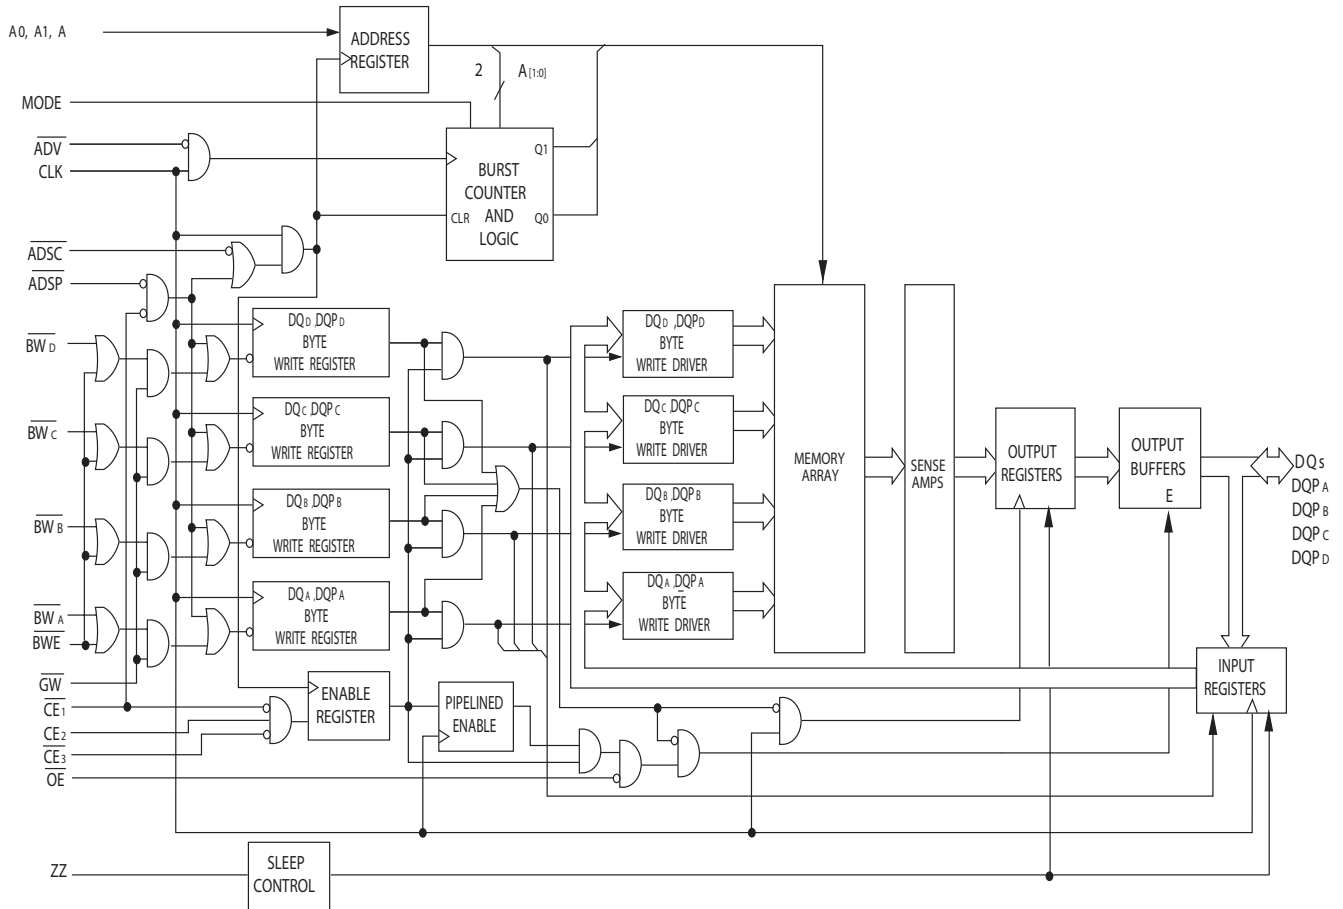 A0, A1, A
ADDRESS
REGISTER
2
A[1:0]
MODE
ADV
CLK
BURST
COUNTER
AND
LOGIC
Q1
CLR
Q0
ADSC
ADSP
BW D
BW C
BW B
BW A
BWE
GW
CE1
CE2
CE3
OE
ZZ
DQD ,DQPD
BYTE
WRITE REGISTER
DQC ,DQPC
BYTE
WRITE REGISTER
DQB ,DQPB
BYTE
WRITE REGISTER
DQA ,DQPA
BYTE
WRITE REGISTER
ENABLE
REGISTER
PIPELINED
ENABLE
SLEEP
CONTROL
DQD ,DQPD
BYTE
WRITE DRIVER
DQC ,DQPC
BYTE
WRITE DRIVER
DQB ,DQPB
BYTE
WRITE DRIVER
DQA ,DQPA
BYTE
WRITE DRIVER
MEMORY
ARRAY
SENSE
AMPS
OUTPUT
REGISTERS
OUTPUT
BUFFERS
E
DQs
DQPA
DQPB
DQPC
DQPD
INPUT
REGISTERS